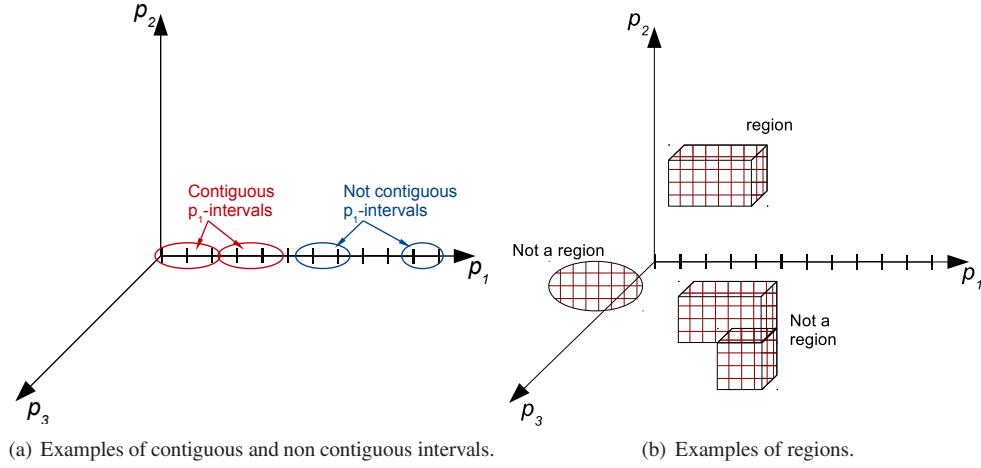 p2
Contiguous
p1-intervals
Not contiguous
p1-intervals
p1
p3
(a) Examples of contiguous and non contiguous intervals.
p2
region
Not a region
p1
Not a
region
p3
(b) Examples of regions.